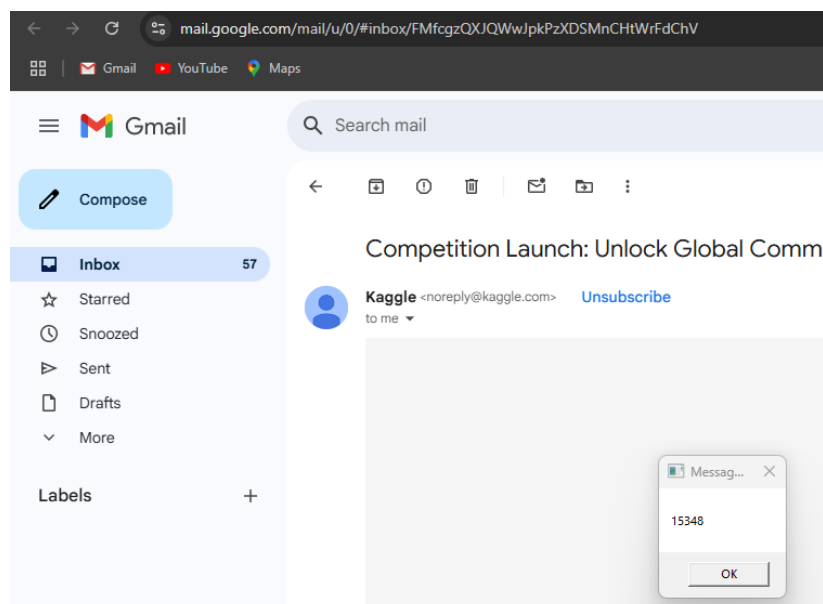 mail.google.com/mail/u/0/#inbox/FMfcgzQXJQWwJpkPzXDSMnCHtWrFdChV
Gmail YouTube Maps
Gmail
Search mail
Compose
Inbox 57
Starred
Snoozed
Sent
Drafts
More
Labels
Competition Launch: Unlock Global Comm
Kaggle <noreply@kaggle.com> Unsubscribe
to me
Messag...
15348
OK